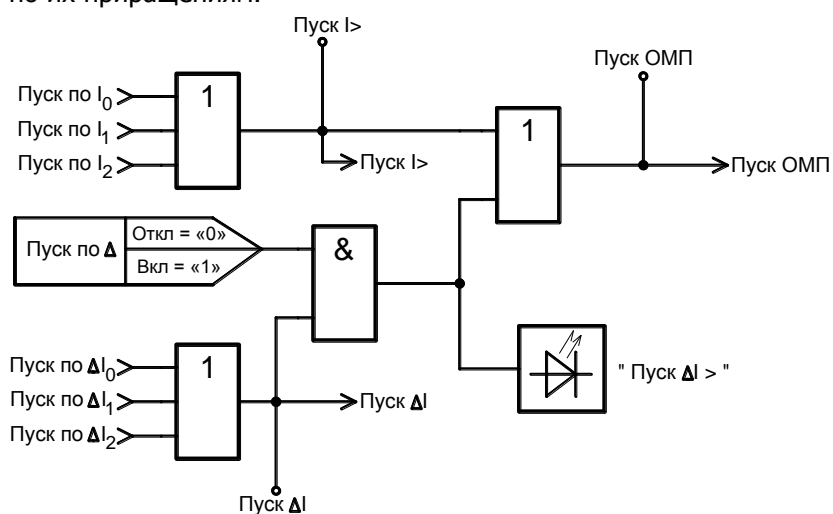 по их приращениям.
Пуск I>
Пуск ОМП
Пуск по I0
Пуск по I1
Пуск по I2
1
Пуск I>
1
Пуск ОМП
Пуск по Δ
Откл = «0»
Вкл = «1»
&
Пуск по ΔI0
Пуск по ΔI1
Пуск по ΔI2
1
Пуск ΔI
" Пуск ΔI > "
Пуск ΔI